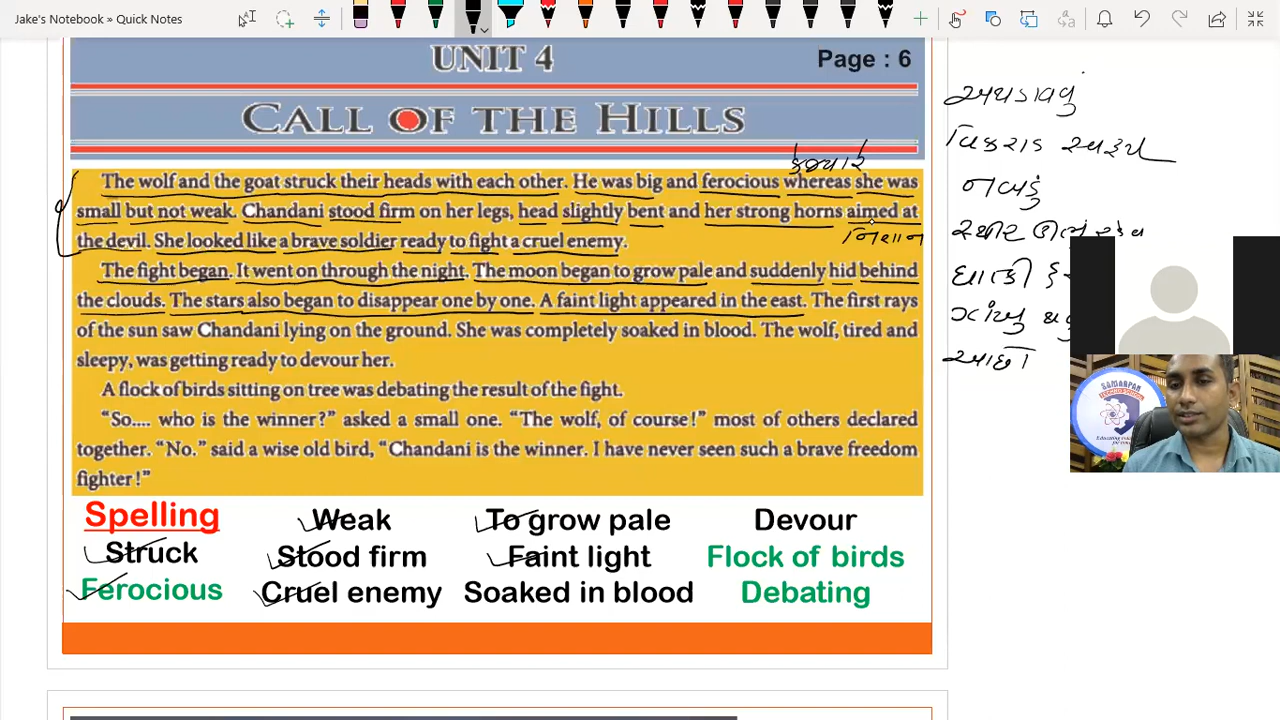 Jake's Notebook » Quick Notes
UNIT 4
Page : 6
CALL OF THE HILLS
The wolf and the goat struck their heads with each other. He was big and ferocious whereas she was
small but not weak. Chandani stood firm on her legs, head slightly bent and her strong horns aimed at
the devil. She looked like a brave soldier ready to fight a cruel enemy.
The fight began. It went on through the night. The moon began to grow pale and suddenly hid behind
the clouds. The stars also began to disappear one by one. A faint light appeared in the east. The first rays
of the sun saw Chandani lying on the ground. She was completely soaked in blood. The wolf, tired and
sleepy, was getting ready to devour her.
A flock of birds sitting on tree was debating the result of the fight.
“So.... who is the winner?” asked a small one. “The wolf, of course!” most of others declared
together. “No.” said a wise old bird, “Chandani is the winner. I have never seen such a brave freedom
fighter !”
Spelling
Weak
To grow pale
Devour
Struck
Stood firm
Faint light
Flock of birds
Ferocious
Cruel enemy
Soaked in blood
Debating
જ્યારે
નિશાન
અથડાવવું
વિકરાળ સ્વરૂપ
નબળું
ઝાંખું
SAMARPAN
TECHNO SCHOOL